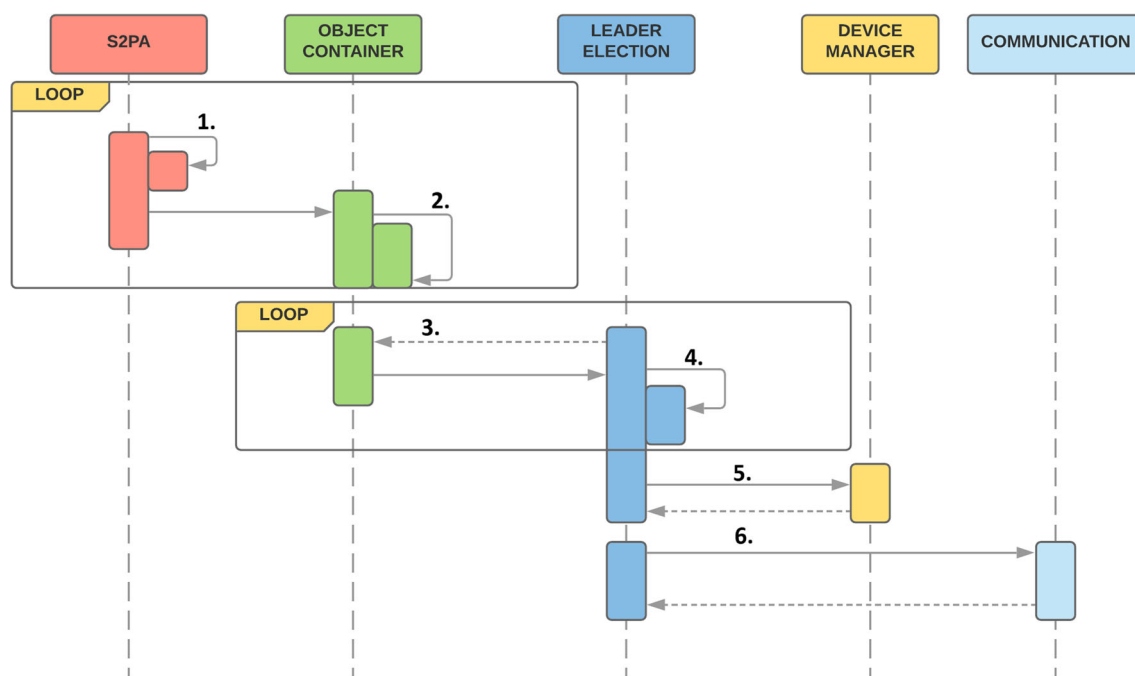 S2PA
OBJECT
CONTAINER
LEADER
ELECTION
DEVICE
MANAGER
COMMUNICATION
LOOP
1.
2.
LOOP
3.
4.
5.
6.